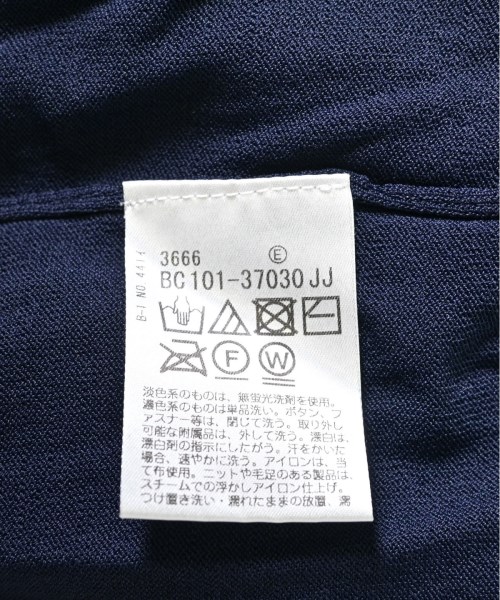 B-1 NO.4411
3666 Ⓔ
BC101-37030JJ
F W
淡色系のものは、無蛍光洗剤を使用。
濃色系のものは単品洗い。ボタン、フ
ァスナー等は、閉じて洗う。取り外し
可能な附属品は、外して洗う。漂白は、
漂白剤の指示にしたがう。汗をかいた
場合、速やかに洗う。アイロンは、当
て布使用。ニットや毛足のある製品は、
スチームでの浮かしアイロン仕上げ。
つけ置き洗い・濡れたままの放置、濡